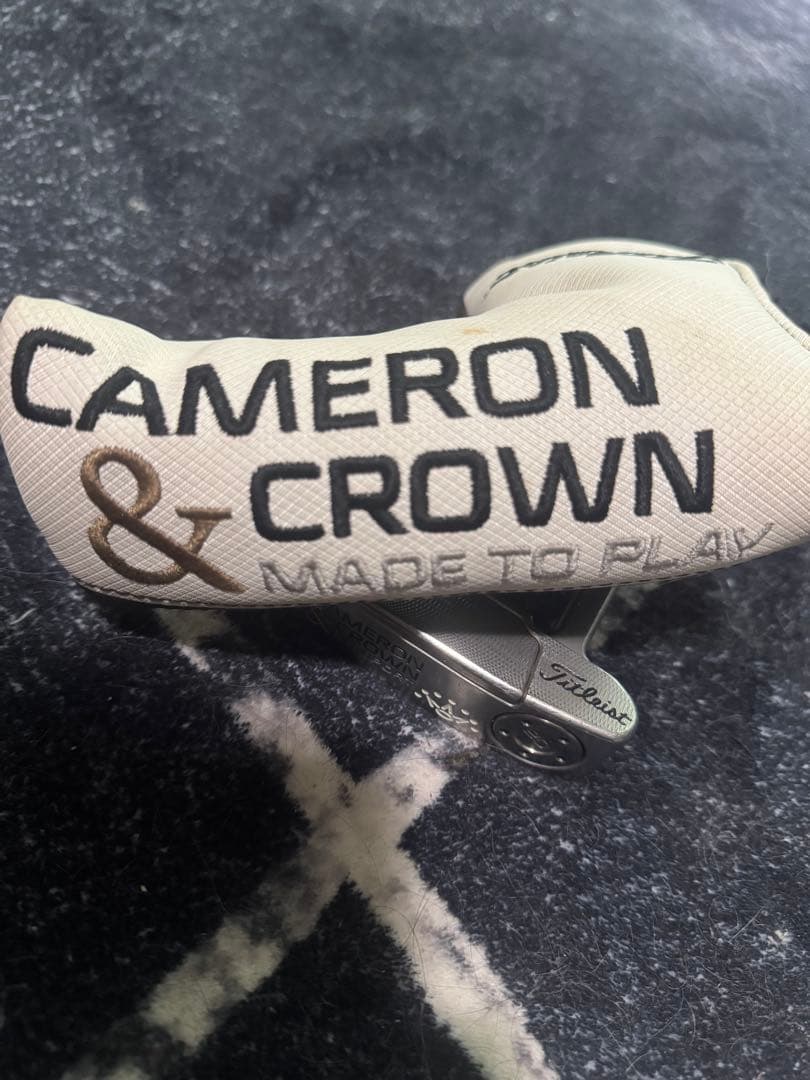 CAMERON
& CROWN
MADE TO PLAY
CAMERON
CROWN
Titleist